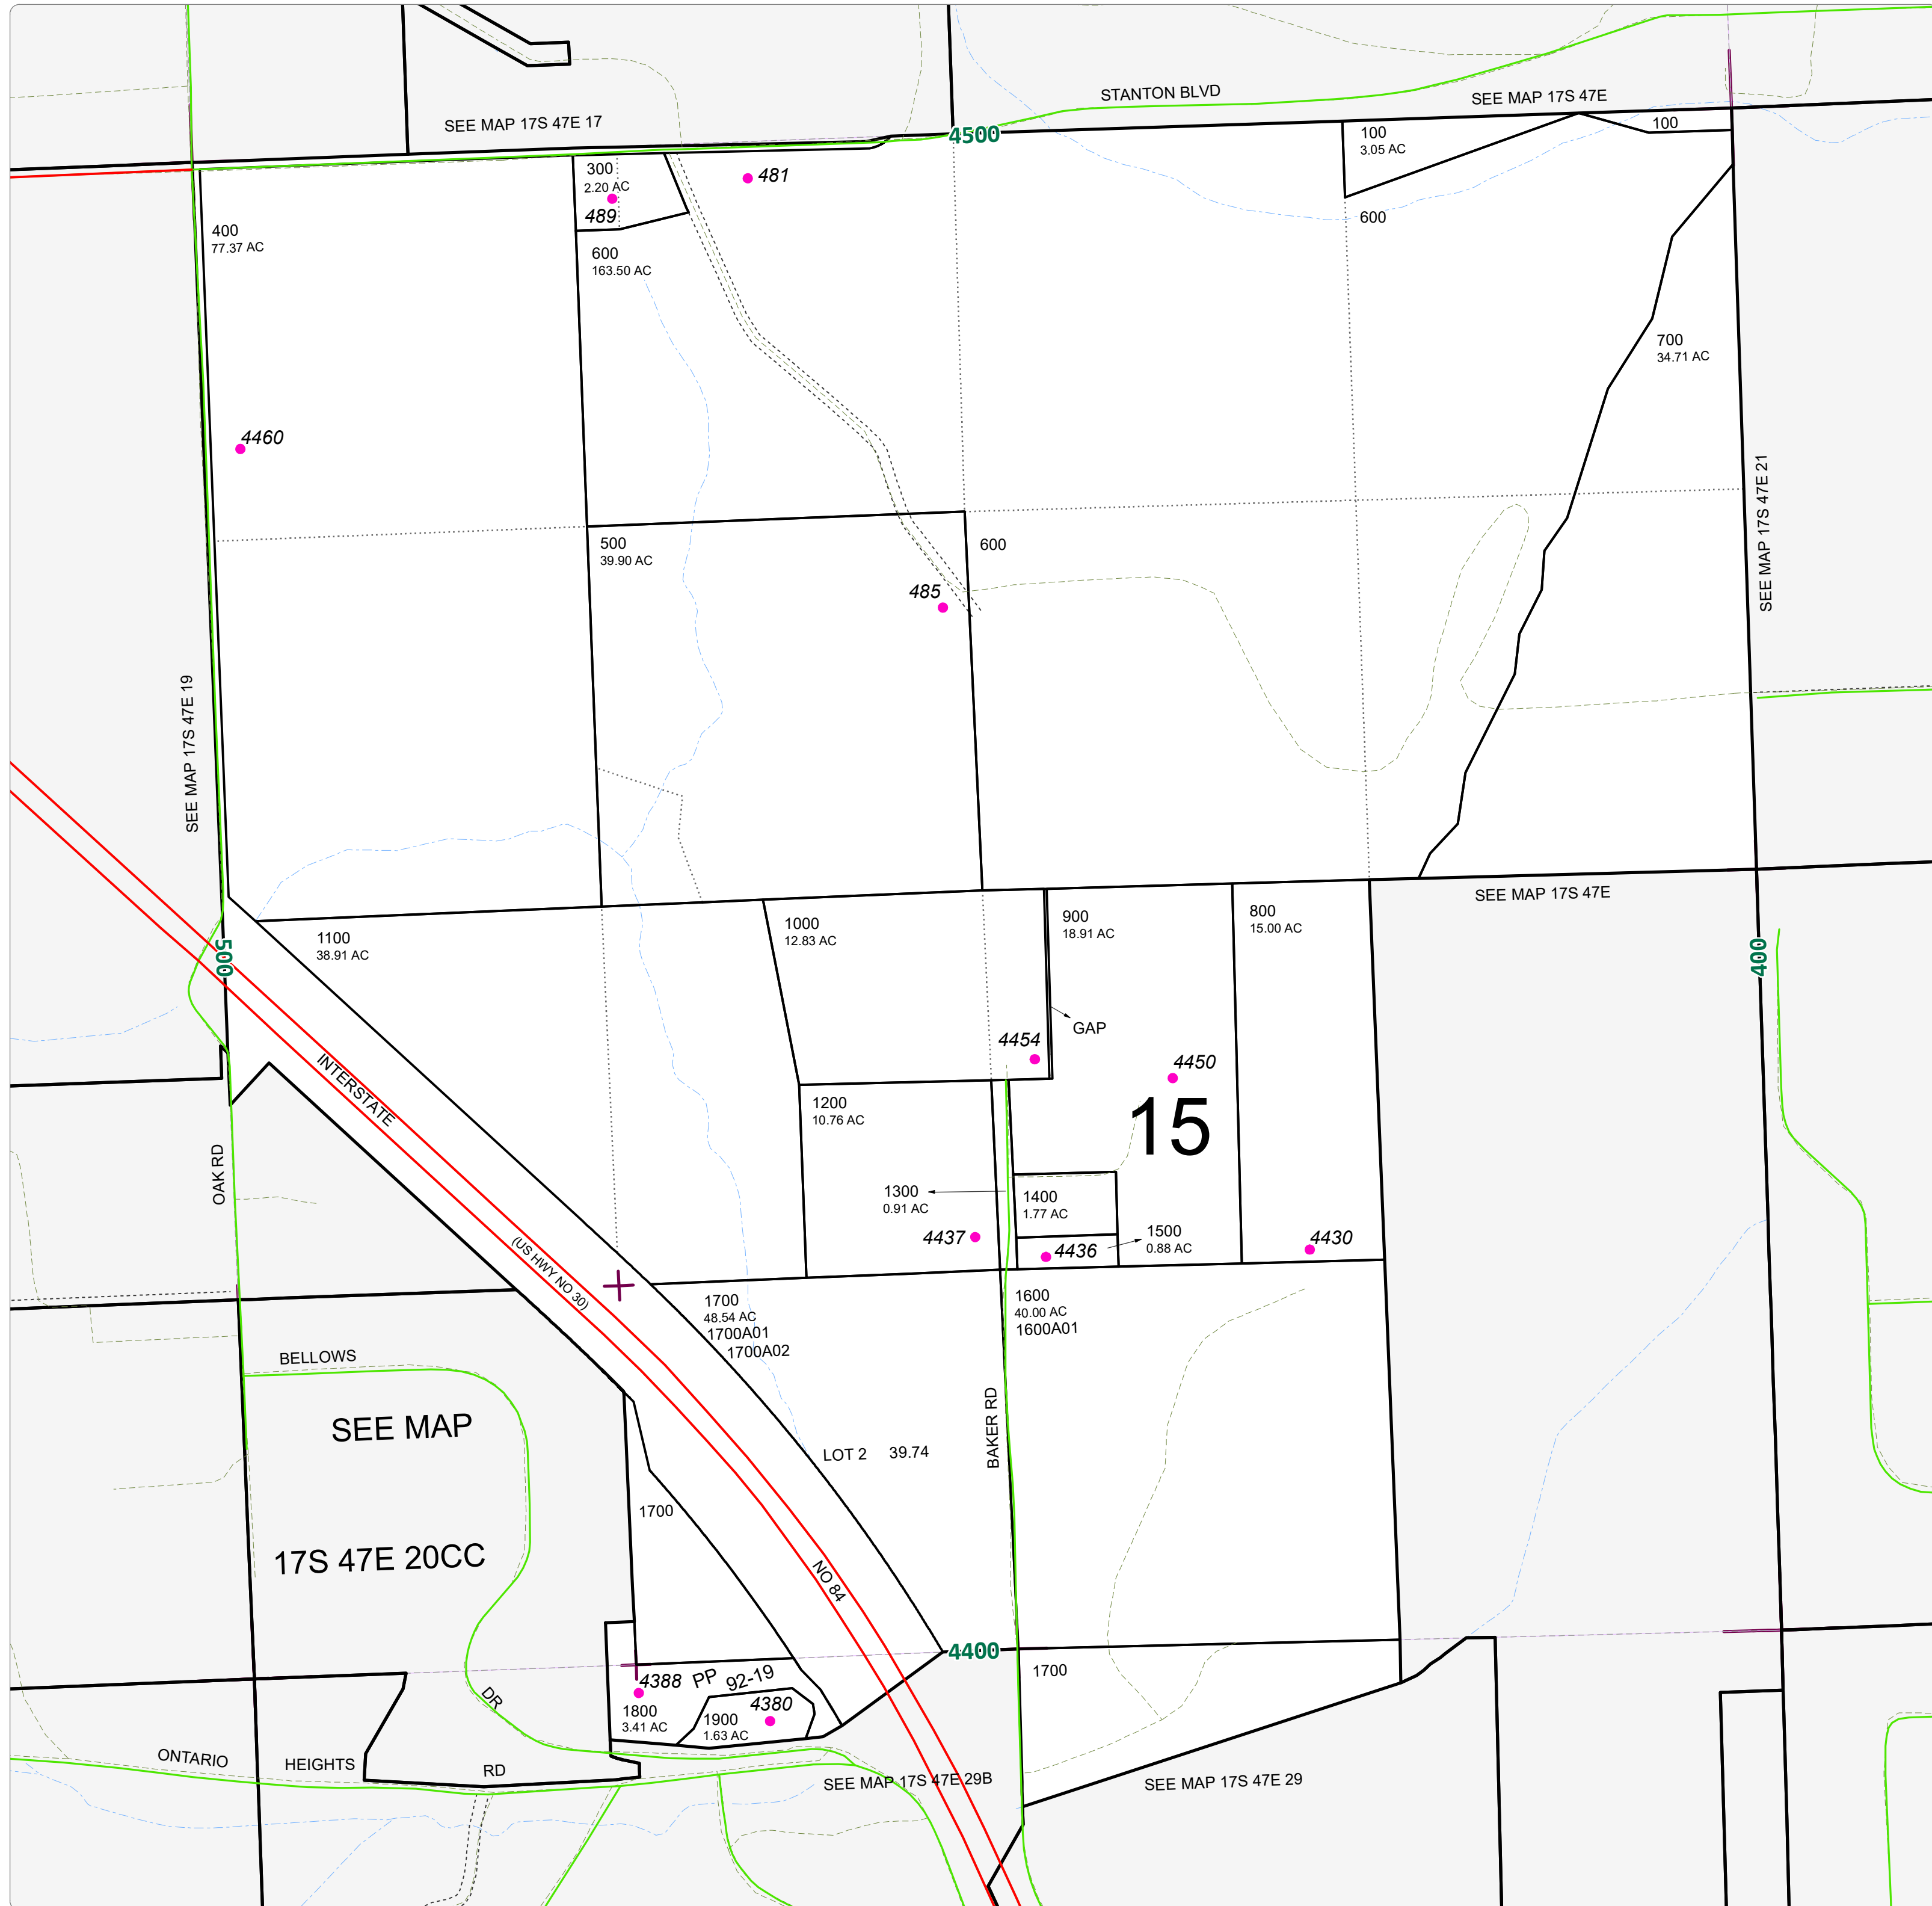 STANTON BLVD
SEE MAP 17S 47E
SEE MAP 17S 47E 17
4500
100
3.05 AC
100
300
2.20 AC
489
481
600
400
77.37 AC
600
163.50 AC
700
34.71 AC
4460
SEE MAP 17S 47E 21
500
39.90 AC
600
485
SEE MAP 17S 47E 19
SEE MAP 17S 47E
1100
38.91 AC
1000
12.83 AC
900
18.91 AC
800
15.00 AC
500
400
GAP
4454
4450
INTERSTATE
1200
10.76 AC
15
OAK RD
1300
0.91 AC
1400
1.77 AC
4437
4436
1500
0.88 AC
4430
(US HWY NO 30)
1700
48.54 AC
1700A01
1700A02
1600
40.00 AC
1600A01
BELLOWS
SEE MAP
BAKER RD
LOT 2 39.74
1700
17S 47E 20CC
NO 84
4400
1700
4388
PP 92-19
DR
1800
3.41 AC
4380
1900
1.63 AC
ONTARIO
HEIGHTS
RD
SEE MAP 17S 47E 29B
SEE MAP 17S 47E 29